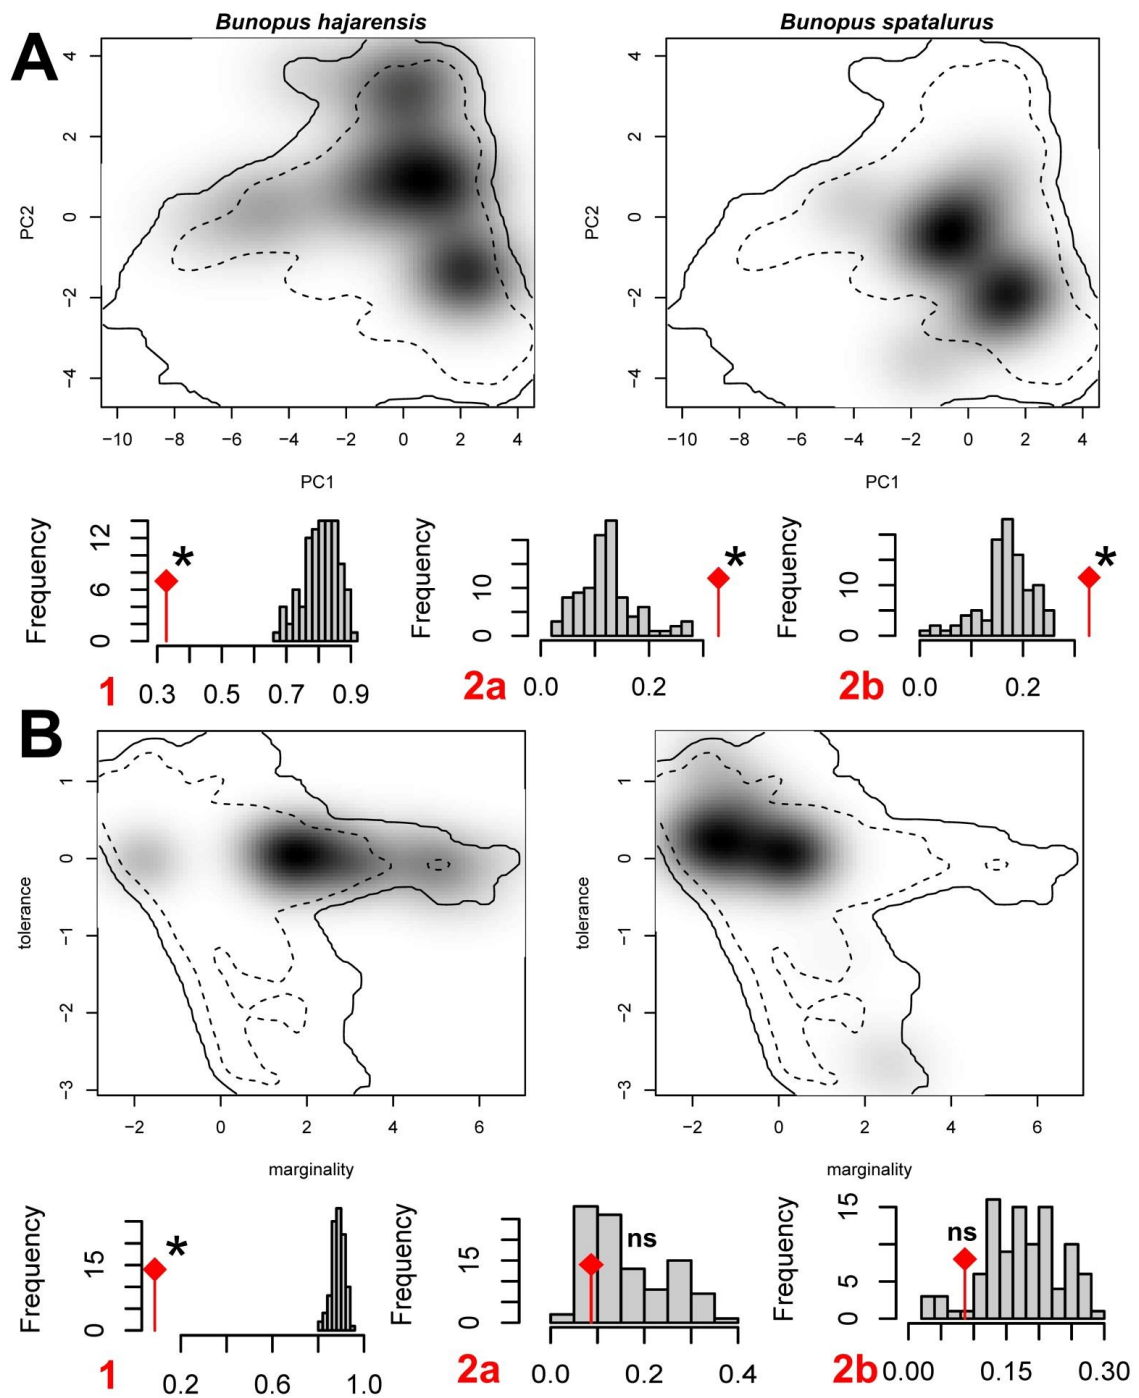 Bunopus hajarensis
Bunopus spatalurus
A
4
2
0
−2
−4
PC2
−10 −8 −6 −4 −2 0 2 4
PC1
4
2
0
−2
−4
PC2
−10 −8 −6 −4 −2 0 2 4
PC1
Frequency
12
6
0
*
0.3 0.5 0.7 0.9
1
Frequency
10
0
*
0.0 0.2
2a
Frequency
10
0
*
0.0 0.2
2b
B
1
0
−1
−2
−3
tolerance
−2 0 2 4 6
marginality
1
0
−1
−2
−3
tolerance
−2 0 2 4 6
marginality
Frequency
15
0
*
0.2 0.6 1.0
1
Frequency
15
0
ns
0.0 0.2 0.4
2a
Frequency
15
5
0
ns
0.00 0.15 0.30
2b